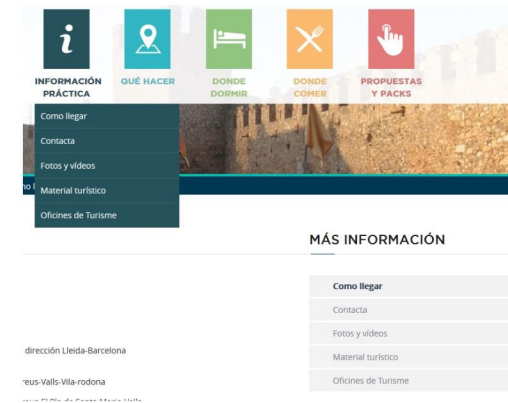 INFORMACIÓN PRÁCTICA
QUÉ HACER
DONDE DORMIR
DONDE COMER
PROPUESTAS Y PACKS
Como llegar
Contacta
Fotos y vídeos
Material turístico
Oficines de Turisme
MÁS INFORMACIÓN
Como llegar
Contacta
Fotos y vídeos
Material turístico
Oficines de Turisme
dirección Lleida-Barcelona
reus-Valls-Vila-rodona